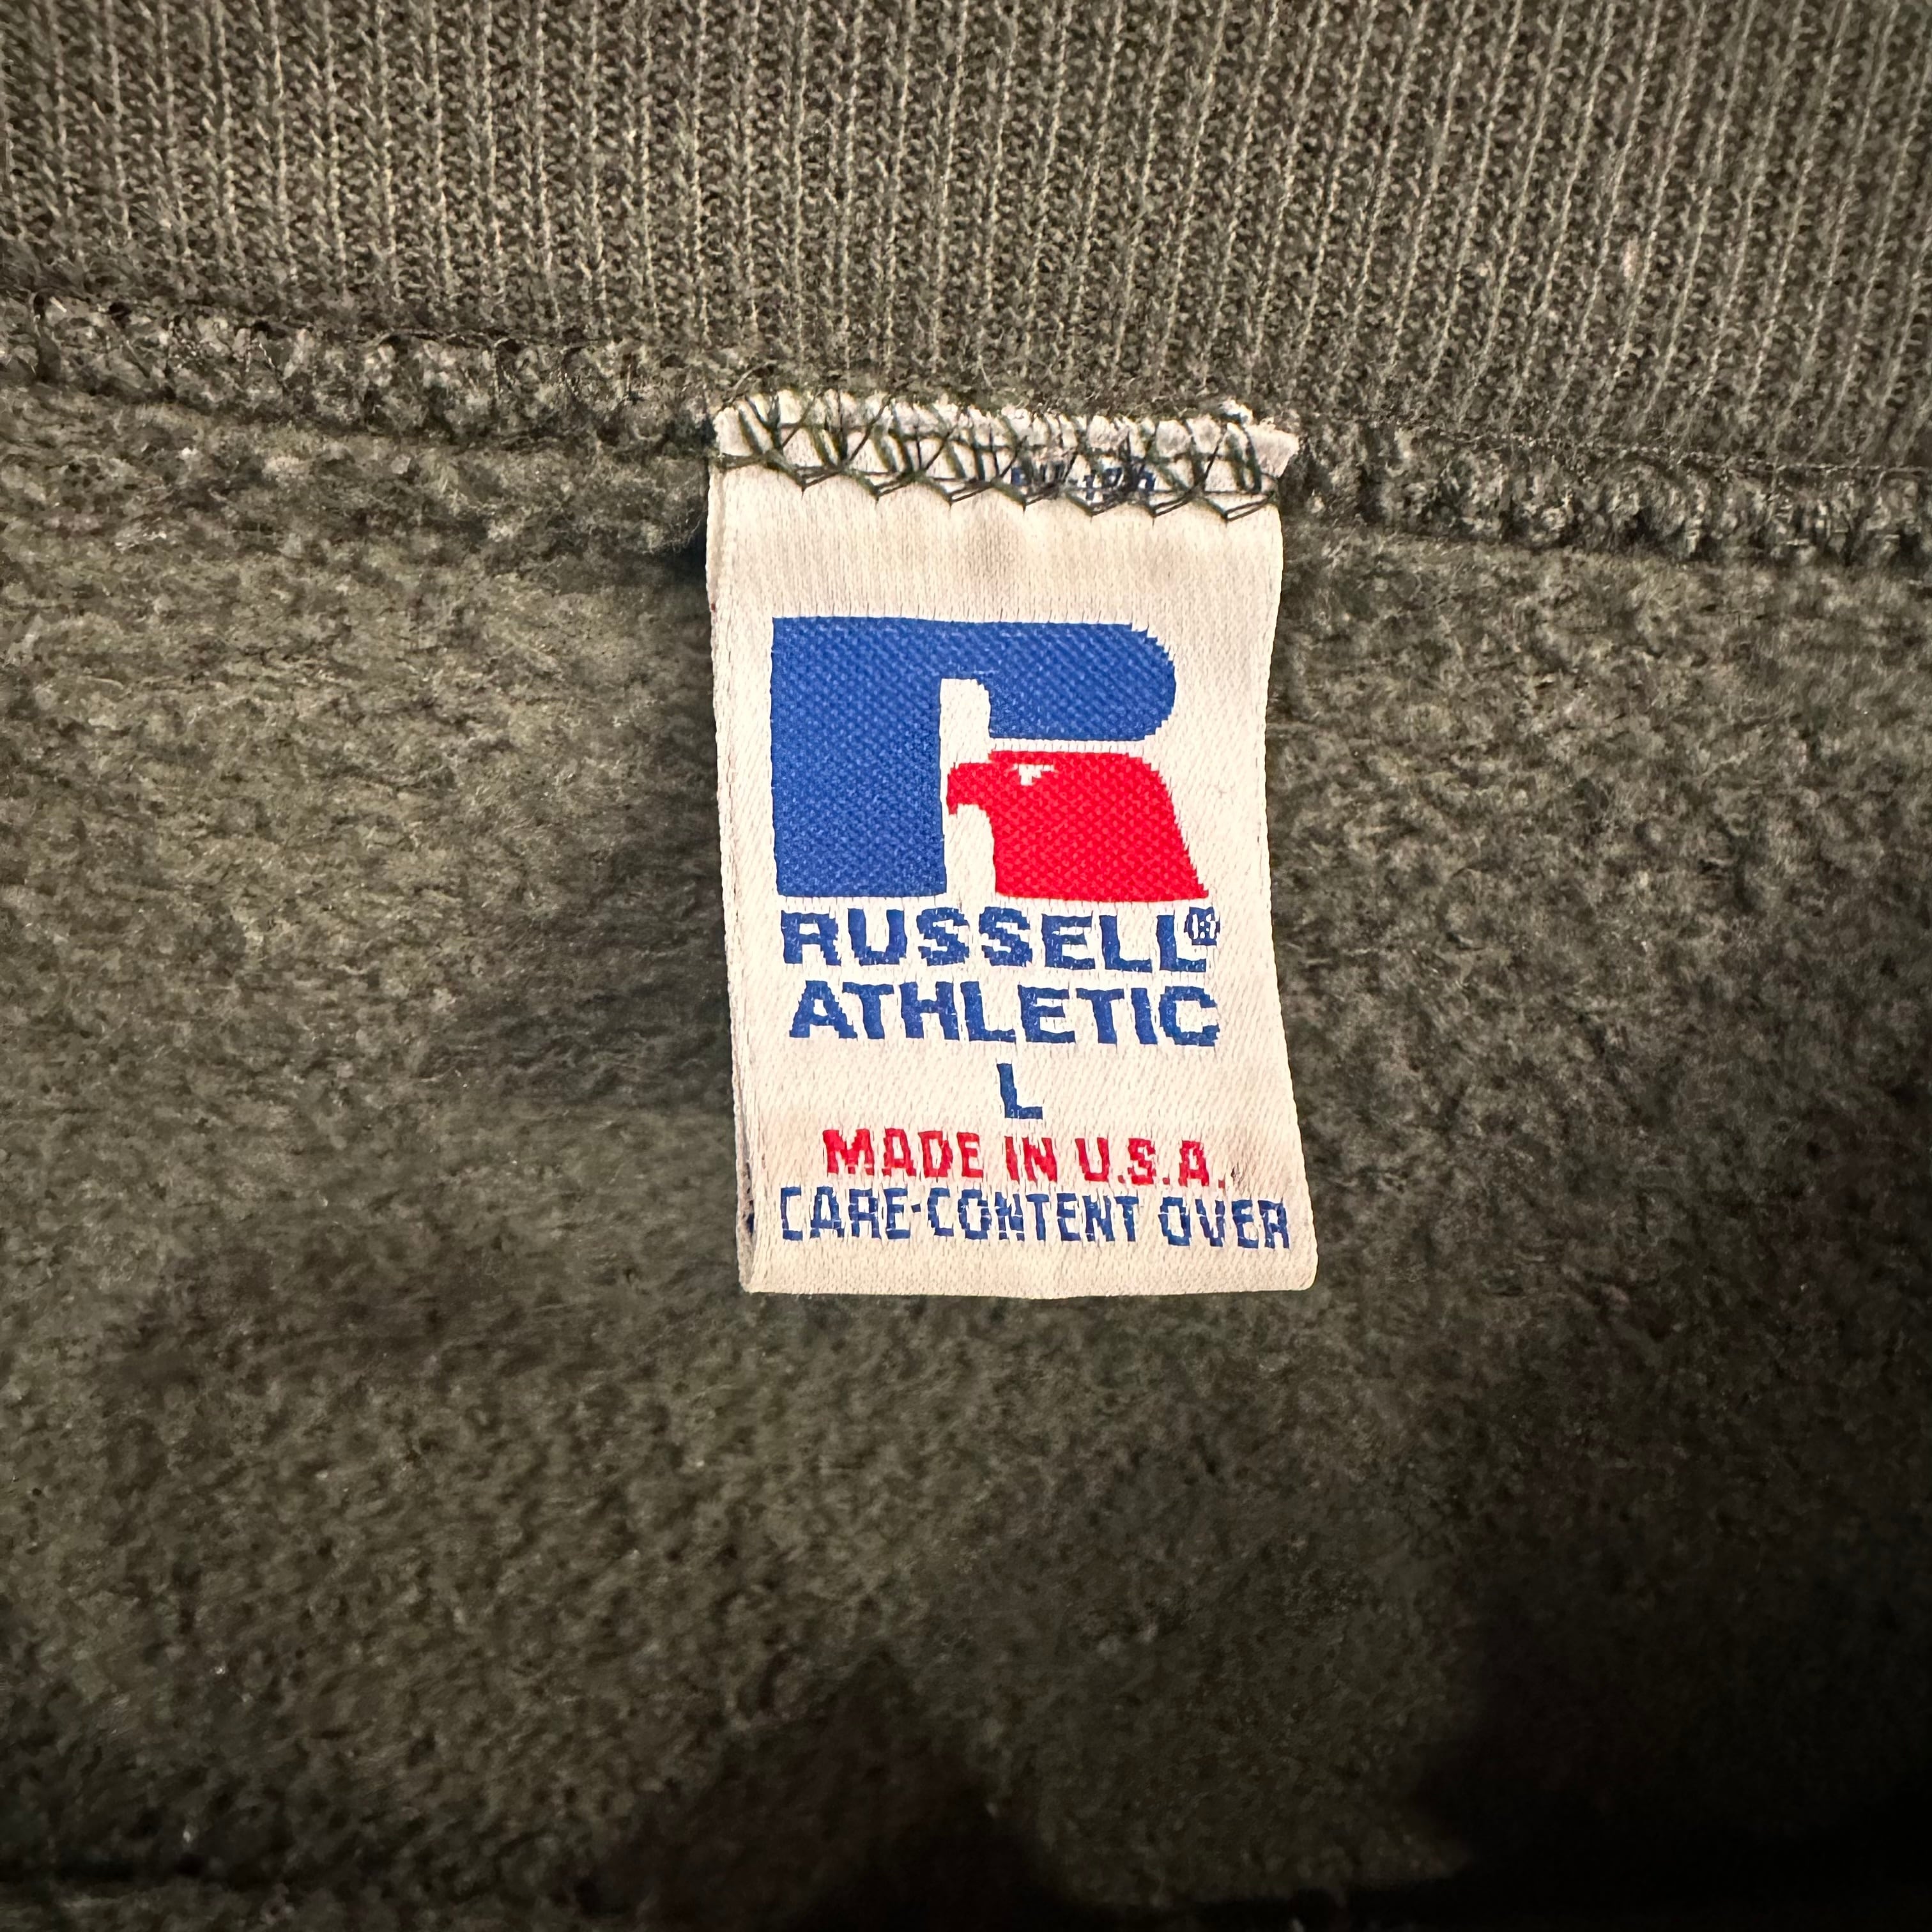 RUSSELL®
ATHLETIC
L
MADE IN U.S.A.
CARE-CONTENT OVER